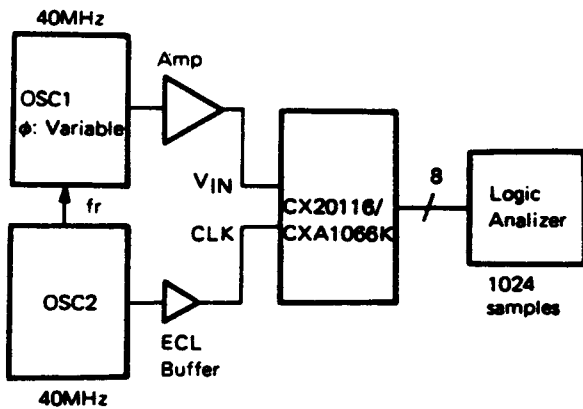 40MHz
OSC1
φ: Variable
Amp
fr
OSC2
40MHz
ECL
Buffer
VIN
CLK
CX20116/
CXA1066K
8
Logic
Analizer
1024
samples